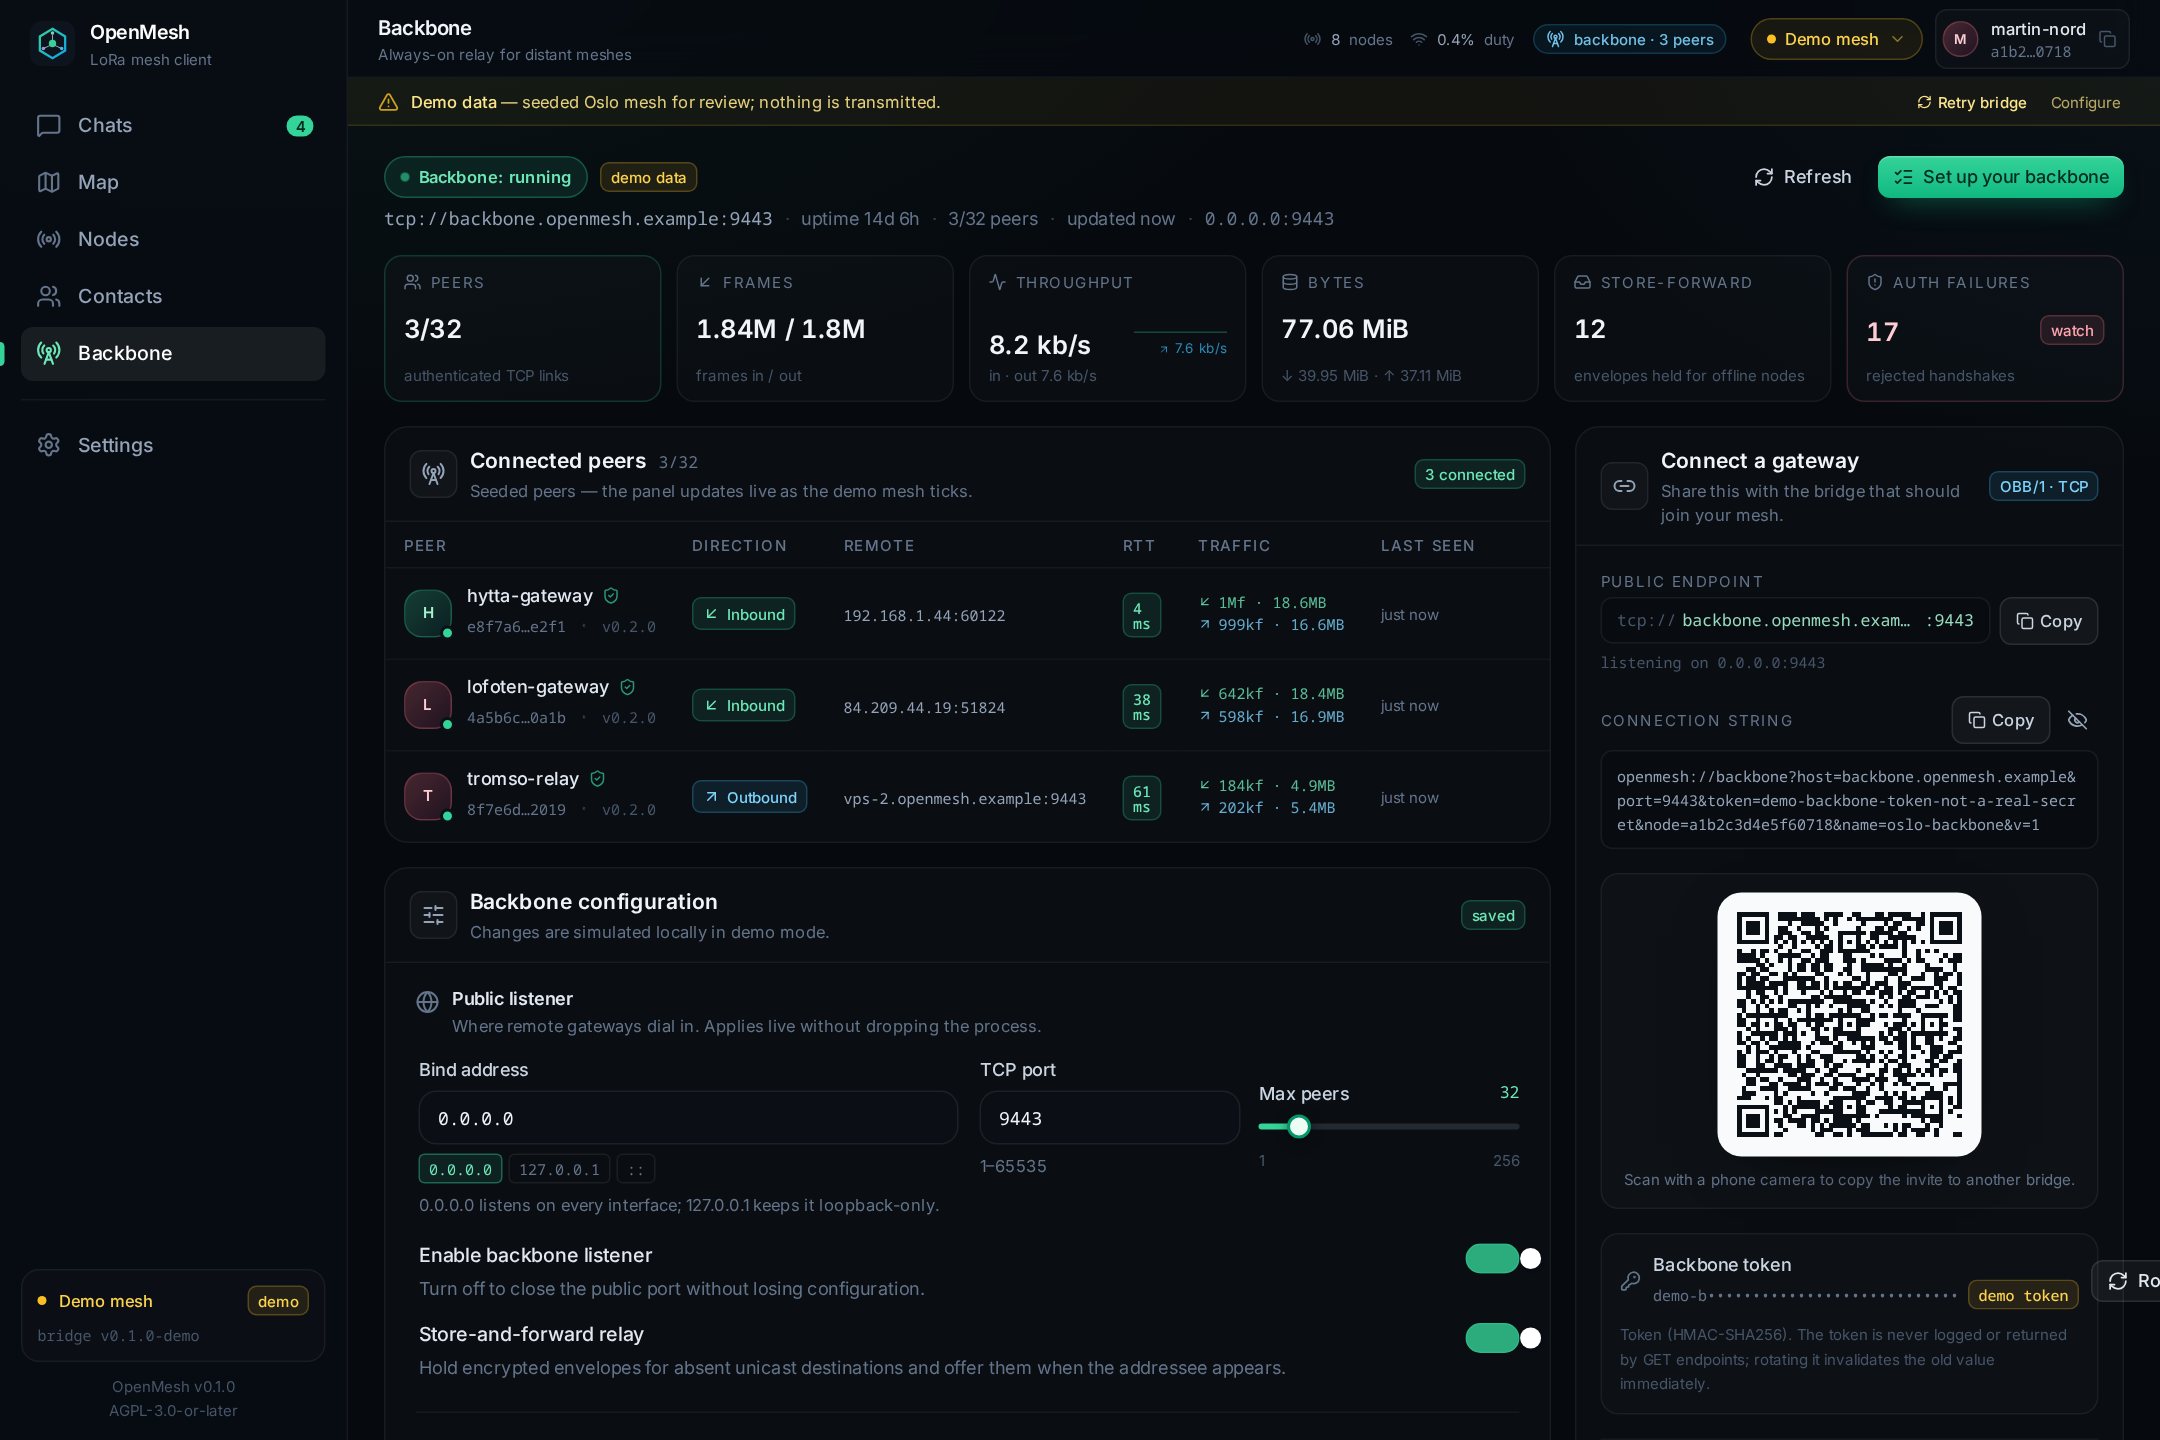 OpenMesh
LoRa mesh client
Chats
4
Map
Nodes
Contacts
Backbone
Settings
Demo mesh
demo
bridge v0.1.0-demo
OpenMesh v0.1.0
AGPL-3.0-or-later
Backbone
Always-on relay for distant meshes
8 nodes
0.4% duty
backbone · 3 peers
Demo mesh
M
martin-nord
a1b2…0718
Demo data — seeded Oslo mesh for review; nothing is transmitted.
Retry bridge
Configure
Backbone: running
demo data
Refresh
Set up your backbone
tcp://backbone.openmesh.example:9443 · uptime 14d 6h · 3/32 peers · updated now · 0.0.0.0:9443
PEERS
3/32
authenticated TCP links
FRAMES
1.84M / 1.8M
frames in / out
THROUGHPUT
8.2 kb/s
7.6 kb/s
in · out 7.6 kb/s
BYTES
77.06 MiB
↓ 39.95 MiB · ↑ 37.11 MiB
STORE-FORWARD
12
envelopes held for offline nodes
AUTH FAILURES
17
watch
rejected handshakes
Connected peers 3/32
Seeded peers — the panel updates live as the demo mesh ticks.
3 connected
PEER DIRECTION REMOTE RTT TRAFFIC LAST SEEN
H
hytta-gateway
e8f7a6…e2f1 · v0.2.0
Inbound
192.168.1.44:60122
4
ms
1Mf · 18.6MB
999kf · 16.6MB
just now
L
lofoten-gateway
4a5b6c…0a1b · v0.2.0
Inbound
84.209.44.19:51824
38
ms
642kf · 18.4MB
598kf · 16.9MB
just now
T
tromso-relay
8f7e6d…2019 · v0.2.0
Outbound
vps-2.openmesh.example:9443
61
ms
184kf · 4.9MB
202kf · 5.4MB
just now
Backbone configuration
Changes are simulated locally in demo mode.
saved
Public listener
Where remote gateways dial in. Applies live without dropping the process.
Bind address
0.0.0.0
0.0.0.0
127.0.0.1
::
0.0.0.0 listens on every interface; 127.0.0.1 keeps it loopback-only.
TCP port
9443
1–65535
Max peers
32
1
256
Enable backbone listener
Turn off to close the public port without losing configuration.
Store-and-forward relay
Hold encrypted envelopes for absent unicast destinations and offer them when the addressee appears.
Connect a gateway
Share this with the bridge that should
join your mesh.
OBB/1 · TCP
PUBLIC ENDPOINT
tcp:// backbone.openmesh.exam… :9443
Copy
listening on 0.0.0.0:9443
CONNECTION STRING
Copy
openmesh://backbone?host=backbone.openmesh.example&
port=9443&token=demo-backbone-token-not-a-real-secr
et&node=a1b2c3d4e5f60718&name=oslo-backbone&v=1
Scan with a phone camera to copy the invite to another bridge.
Backbone token
demo-b••••••••••••••••••••••••••••
demo token
Ro
Token (HMAC-SHA256). The token is never logged or returned
by GET endpoints; rotating it invalidates the old value
immediately.